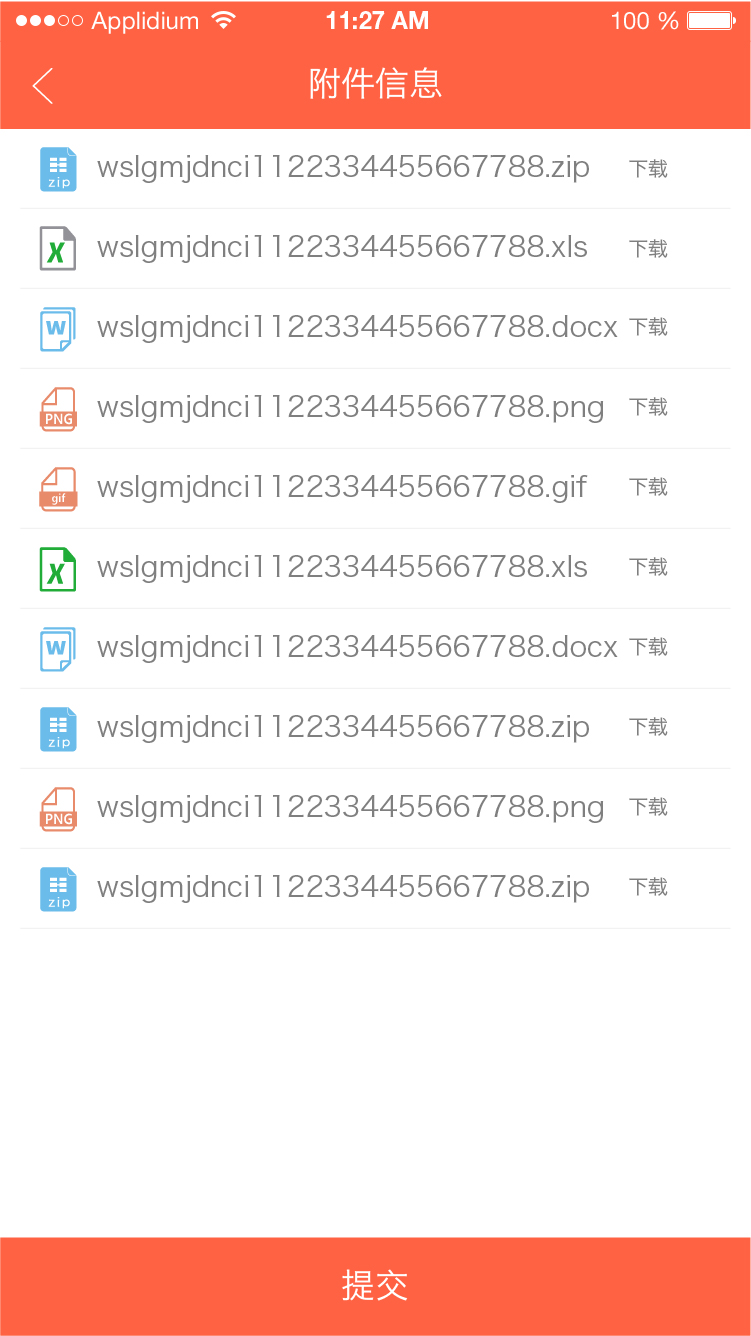 Applidium 11:27 AM 100 %
附件信息
zip wslgmjdnci1122334455667788.zip 下载
X wslgmjdnci1122334455667788.xls 下载
W wslgmjdnci1122334455667788.docx 下载
PNG wslgmjdnci1122334455667788.png 下载
gif wslgmjdnci1122334455667788.gif 下载
X wslgmjdnci1122334455667788.xls 下载
W wslgmjdnci1122334455667788.docx 下载
zip wslgmjdnci1122334455667788.zip 下载
PNG wslgmjdnci1122334455667788.png 下载
zip wslgmjdnci1122334455667788.zip 下载
提交